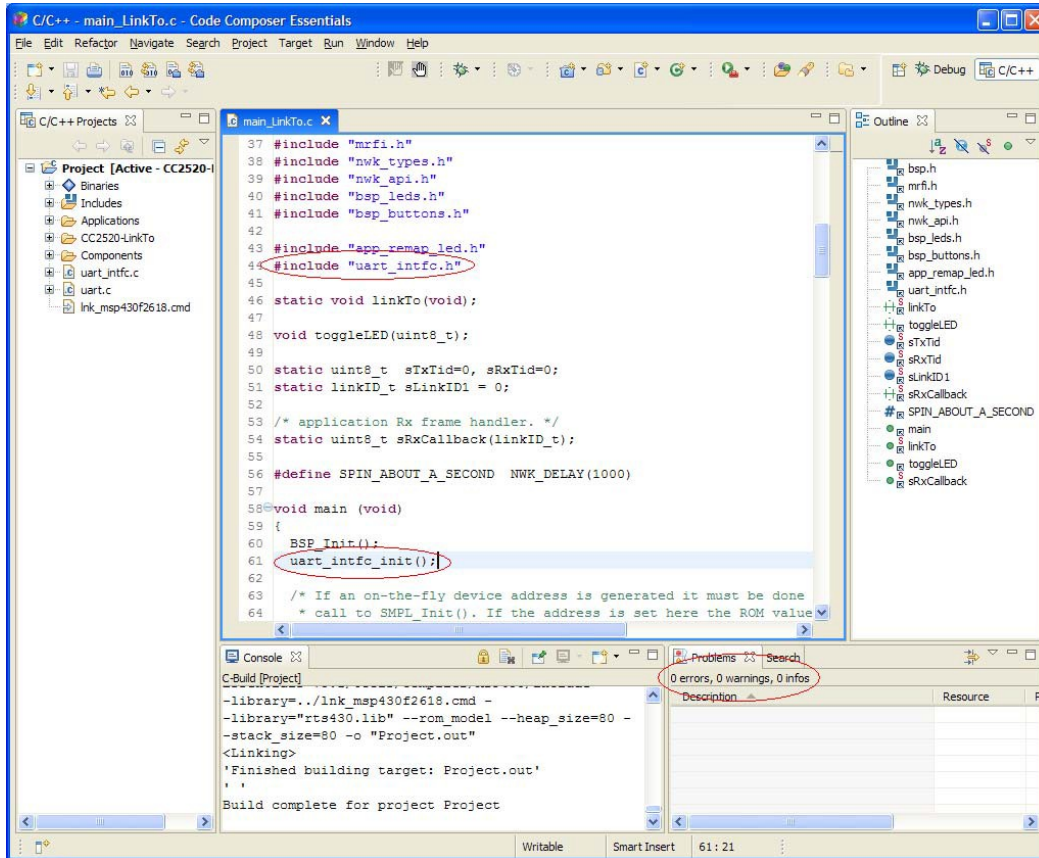 C/C++ - main_LinkTo.c - Code Composer Essentials
File Edit Refactor Navigate Search Project Target Run Window Help
Debug C/C++
C/C++ Projects
Project [Active - CC2520-
Binaries
Includes
Applications
CC2520-LinkTo
Components
uart_intfc.c
uart.c
lnk_msp430f2618.cmd
main_LinkTo.c
37 #include "mrfi.h"
38 #include "nwk_types.h"
39 #include "nwk_api.h"
40 #include "bsp_leds.h"
41 #include "bsp_buttons.h"
42
43 #include "app_remap_led.h"
44 #include "uart_intfc.h"
45
46 static void linkTo(void);
47
48 void toggleLED(uint8_t);
49
50 static uint8_t  sTxTid=0, sRxTid=0;
51 static linkID_t sLinkID1 = 0;
52
53 /* application Rx frame handler. */
54 static uint8_t sRxCallback(linkID_t);
55
56 #define SPIN_ABOUT_A_SECOND  NWK_DELAY(1000)
57
58 void main (void)
59 {
60   BSP_Init();
61   uart_intfc_init();
62
63   /* If an on-the-fly device address is generated it must be done
64    * call to SMPL_Init(). If the address is set here the ROM value
Outline
bsp.h
mrfi.h
nwk_types.h
nwk_api.h
bsp_leds.h
bsp_buttons.h
app_remap_led.h
uart_intfc.h
linkTo
toggleLED
sTxTid
sRxTid
sLinkID1
sRxCallback
SPIN_ABOUT_A_SECOND
main
linkTo
toggleLED
sRxCallback
Console
C-Build [Project]
-library=../lnk_msp430f2618.cmd -
-library="rts430.lib" --rom_model --heap_size=80 -
-stack_size=80 -o "Project.out"
<Linking>
'Finished building target: Project.out'
' '
Build complete for project Project
Problems Search
0 errors, 0 warnings, 0 infos
Description Resource
Writable Smart Insert 61 : 21